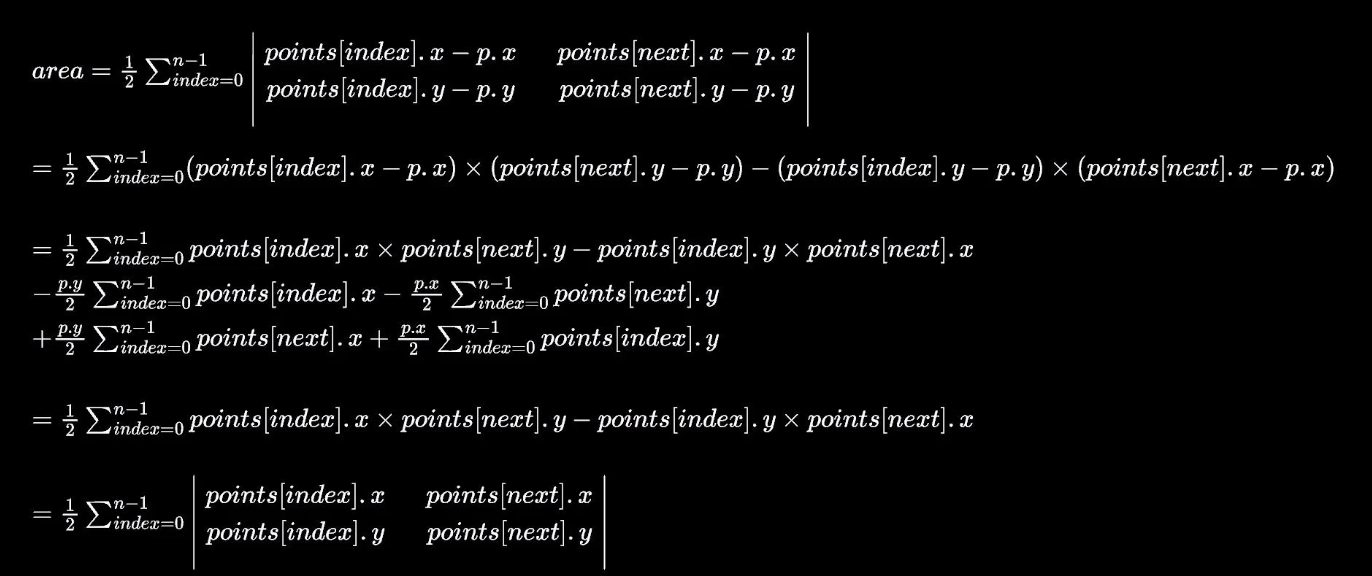 area = \frac{1}{2} \sum_{index=0}^{n-1} \begin{vmatrix} points[index].x - p.x & points[next].x - p.x \\ points[index].y - p.y & points[next].y - p.y \end{vmatrix}
= \frac{1}{2} \sum_{index=0}^{n-1} (points[index].x - p.x) × (points[next].y - p.y) - (points[index].y - p.y) × (points[next].x - p.x)
= \frac{1}{2} \sum_{index=0}^{n-1} points[index].x × points[next].y - points[index].y × points[next].x
- \frac{p.y}{2} \sum_{index=0}^{n-1} points[index].x - \frac{p.x}{2} \sum_{index=0}^{n-1} points[next].y
+ \frac{p.y}{2} \sum_{index=0}^{n-1} points[next].x + \frac{p.x}{2} \sum_{index=0}^{n-1} points[index].y
= \frac{1}{2} \sum_{index=0}^{n-1} points[index].x × points[next].y - points[index].y × points[next].x
= \frac{1}{2} \sum_{index=0}^{n-1} \begin{vmatrix} points[index].x & points[next].x \\ points[index].y & points[next].y \end{vmatrix}